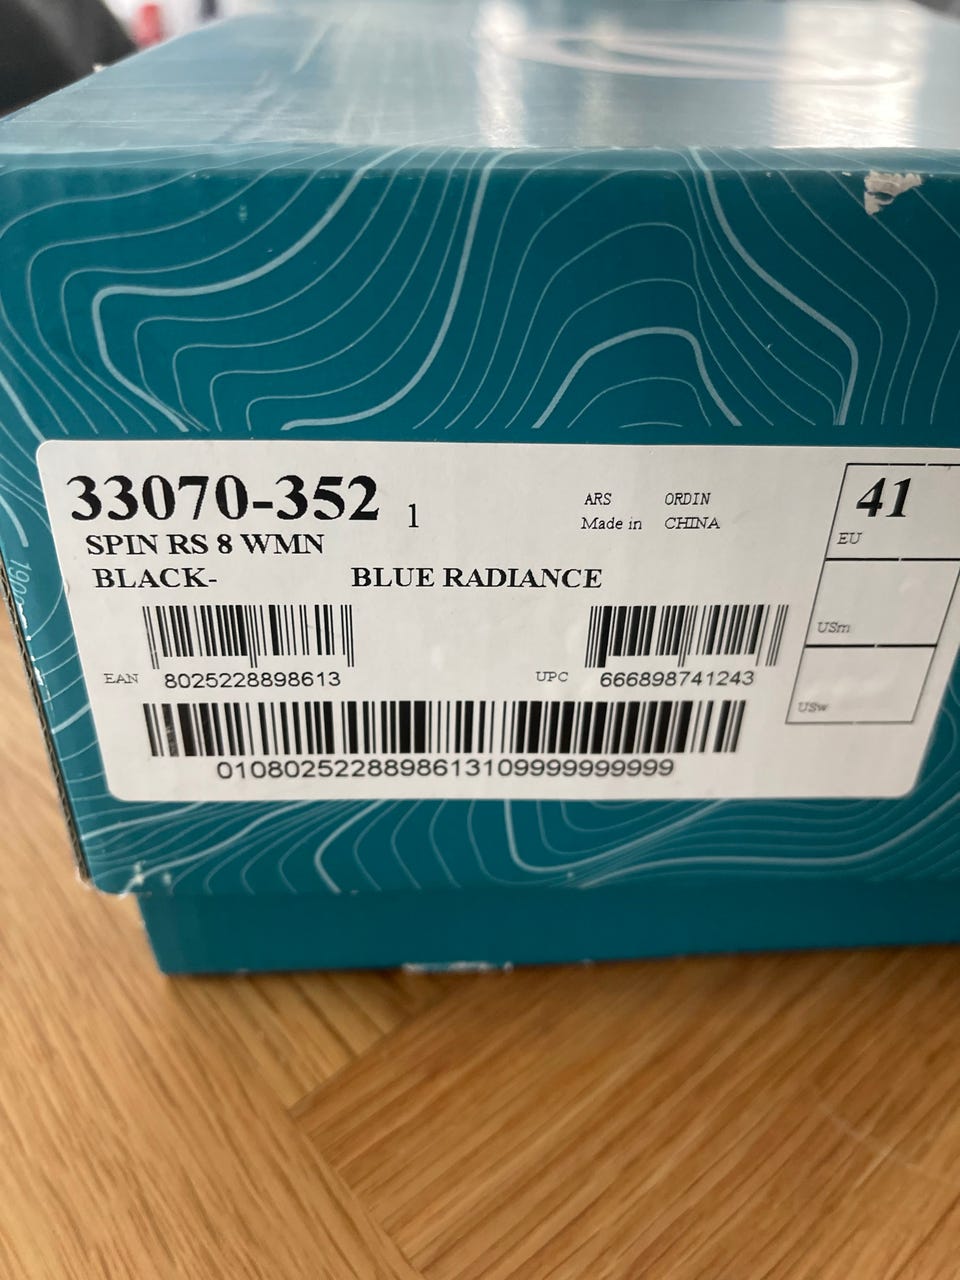 33070-352 1
SPIN RS 8 WMN
BLACK- BLUE RADIANCE
ARS ORDIN
Made in CHINA
41
EU
USm
USw
EAN 8025228898613
UPC 666898741243
0108025228898613109999999999